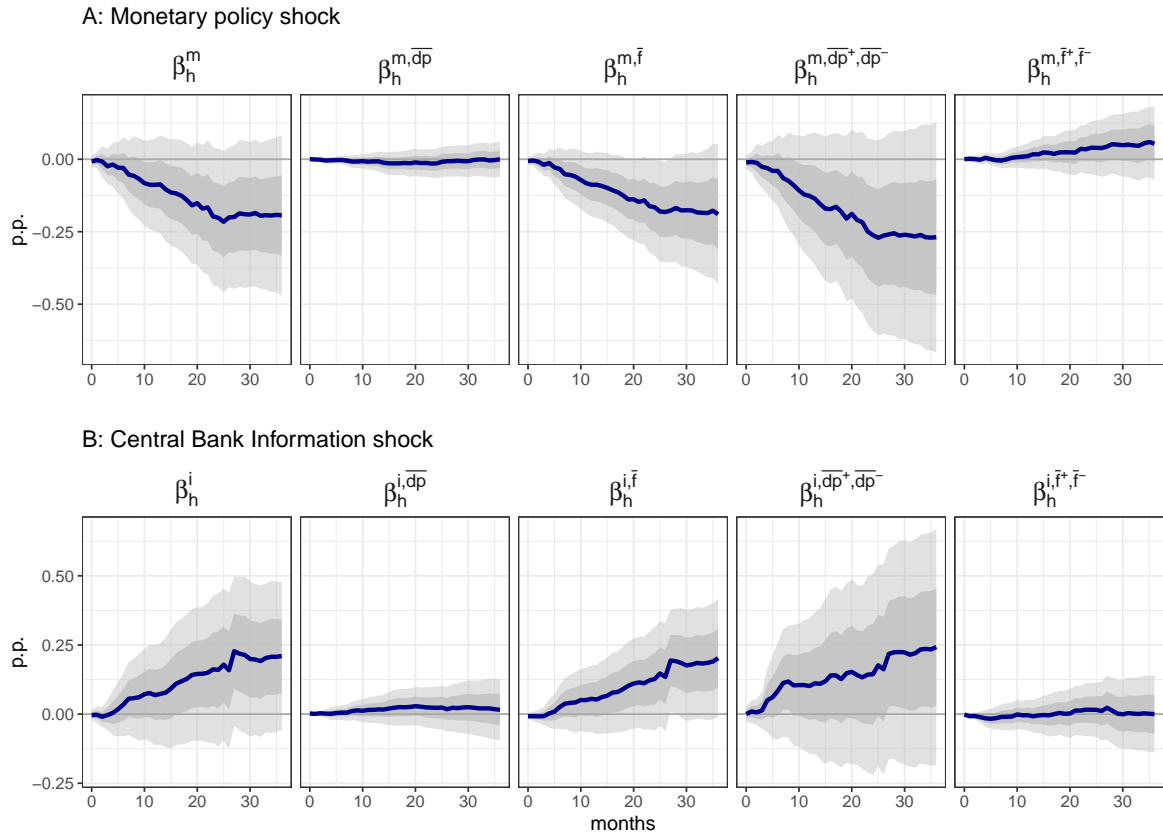 A: Monetary policy shock
β_h^m β_h^{m,\overline{dp}} β_h^{m,\bar{f}} β_h^{m,\overline{dp}^+,\overline{dp}^-} β_h^{m,\bar{f}^+,\bar{f}^-}
0.00
−0.25
−0.50
p.p.
0 10 20 30 0 10 20 30 0 10 20 30 0 10 20 30 0 10 20 30
B: Central Bank Information shock
β_h^i β_h^{i,\overline{dp}} β_h^{i,\bar{f}} β_h^{i,\overline{dp}^+,\overline{dp}^-} β_h^{i,\bar{f}^+,\bar{f}^-}
0.50
0.25
0.00
−0.25
p.p.
0 10 20 30 0 10 20 30 0 10 20 30 0 10 20 30 0 10 20 30
months